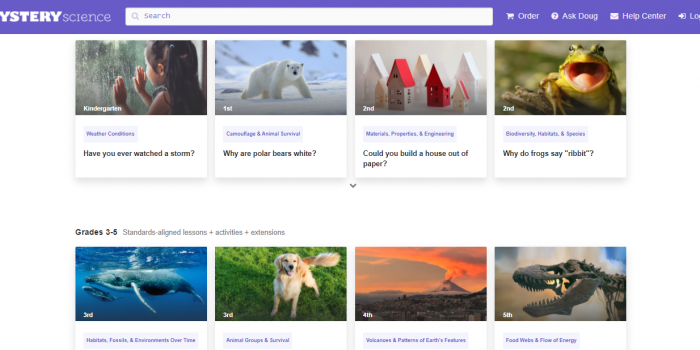 YSTERYscience
Search
Order
Ask Doug
Help Center
Kindergarten
1st
2nd
2nd
Weather Conditions
Camouflage & Animal Survival
Materials, Properties, & Engineering
Biodiversity, Habitats, & Species
Have you ever watched a storm?
Why are polar bears white?
Could you build a house out of
paper?
Why do frogs say "ribbit"?
Grades 3-5 Standards-aligned lessons + activities + extensions
3rd
3rd
4th
5th
Habitats, Fossils, & Environments Over Time
Animal Groups & Survival
Volcanoes & Patterns of Earth's Features
Food Webs & Flow of Energy